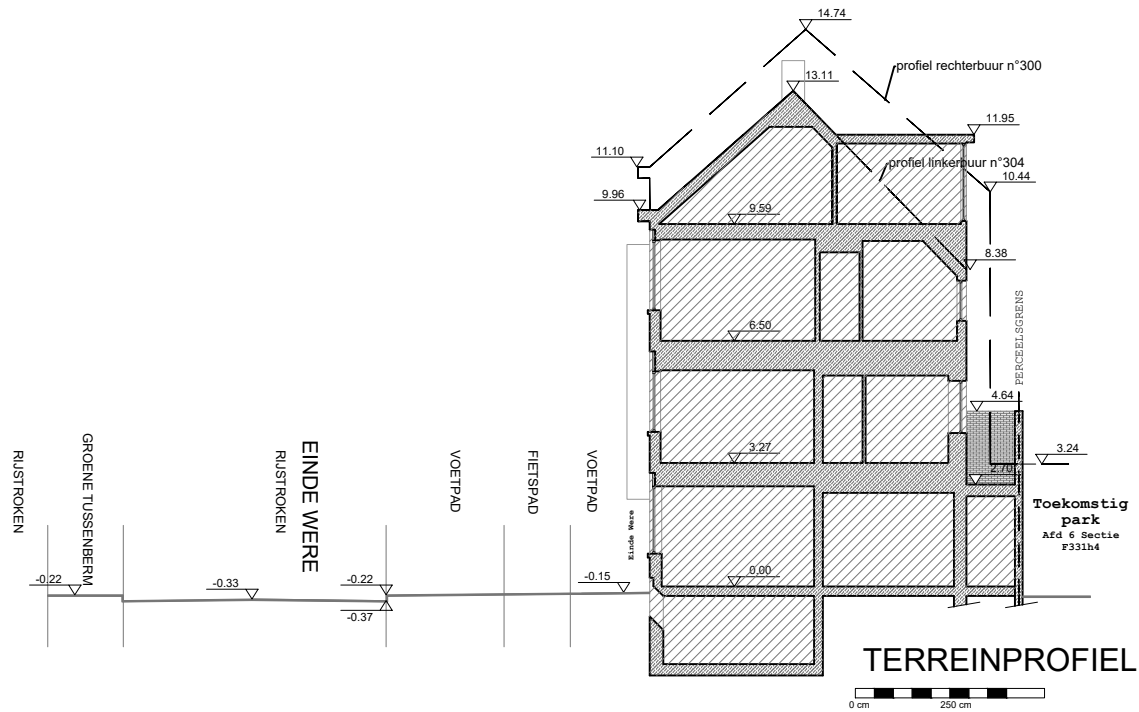 14.74
profiel rechterbuur n°300
13.11
11.95
11.10
profiel linkerbuur n°304
10.44
9.96
9.59
8.38
PERCEELSGRENS
6.50
4.64
3.27
3.24
2.70
RIJSTROKEN
GROENE TUSSENBERM
RIJSTROKEN
EINDE WERE
VOETPAD
FIETSPAD
VOETPAD
Einde Were
Toekomstig
park
Afd 6 Sectie
F331h4
-0.22
-0.33
-0.22
-0.37
-0.15
0.00
TERREINPROFIEL
0 cm
250 cm